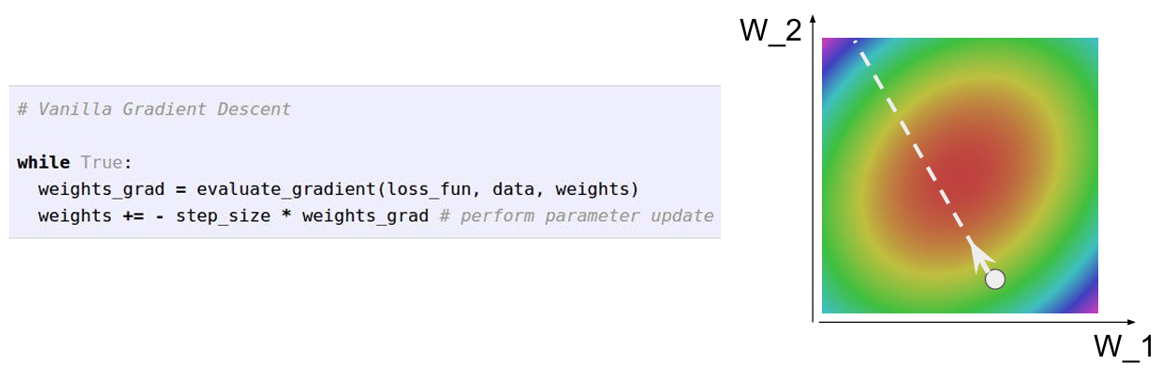 # Vanilla Gradient Descent
while True:
weights_grad = evaluate_gradient(loss_fun, data, weights)
weights += - step_size * weights_grad # perform parameter update
W_2
W_1